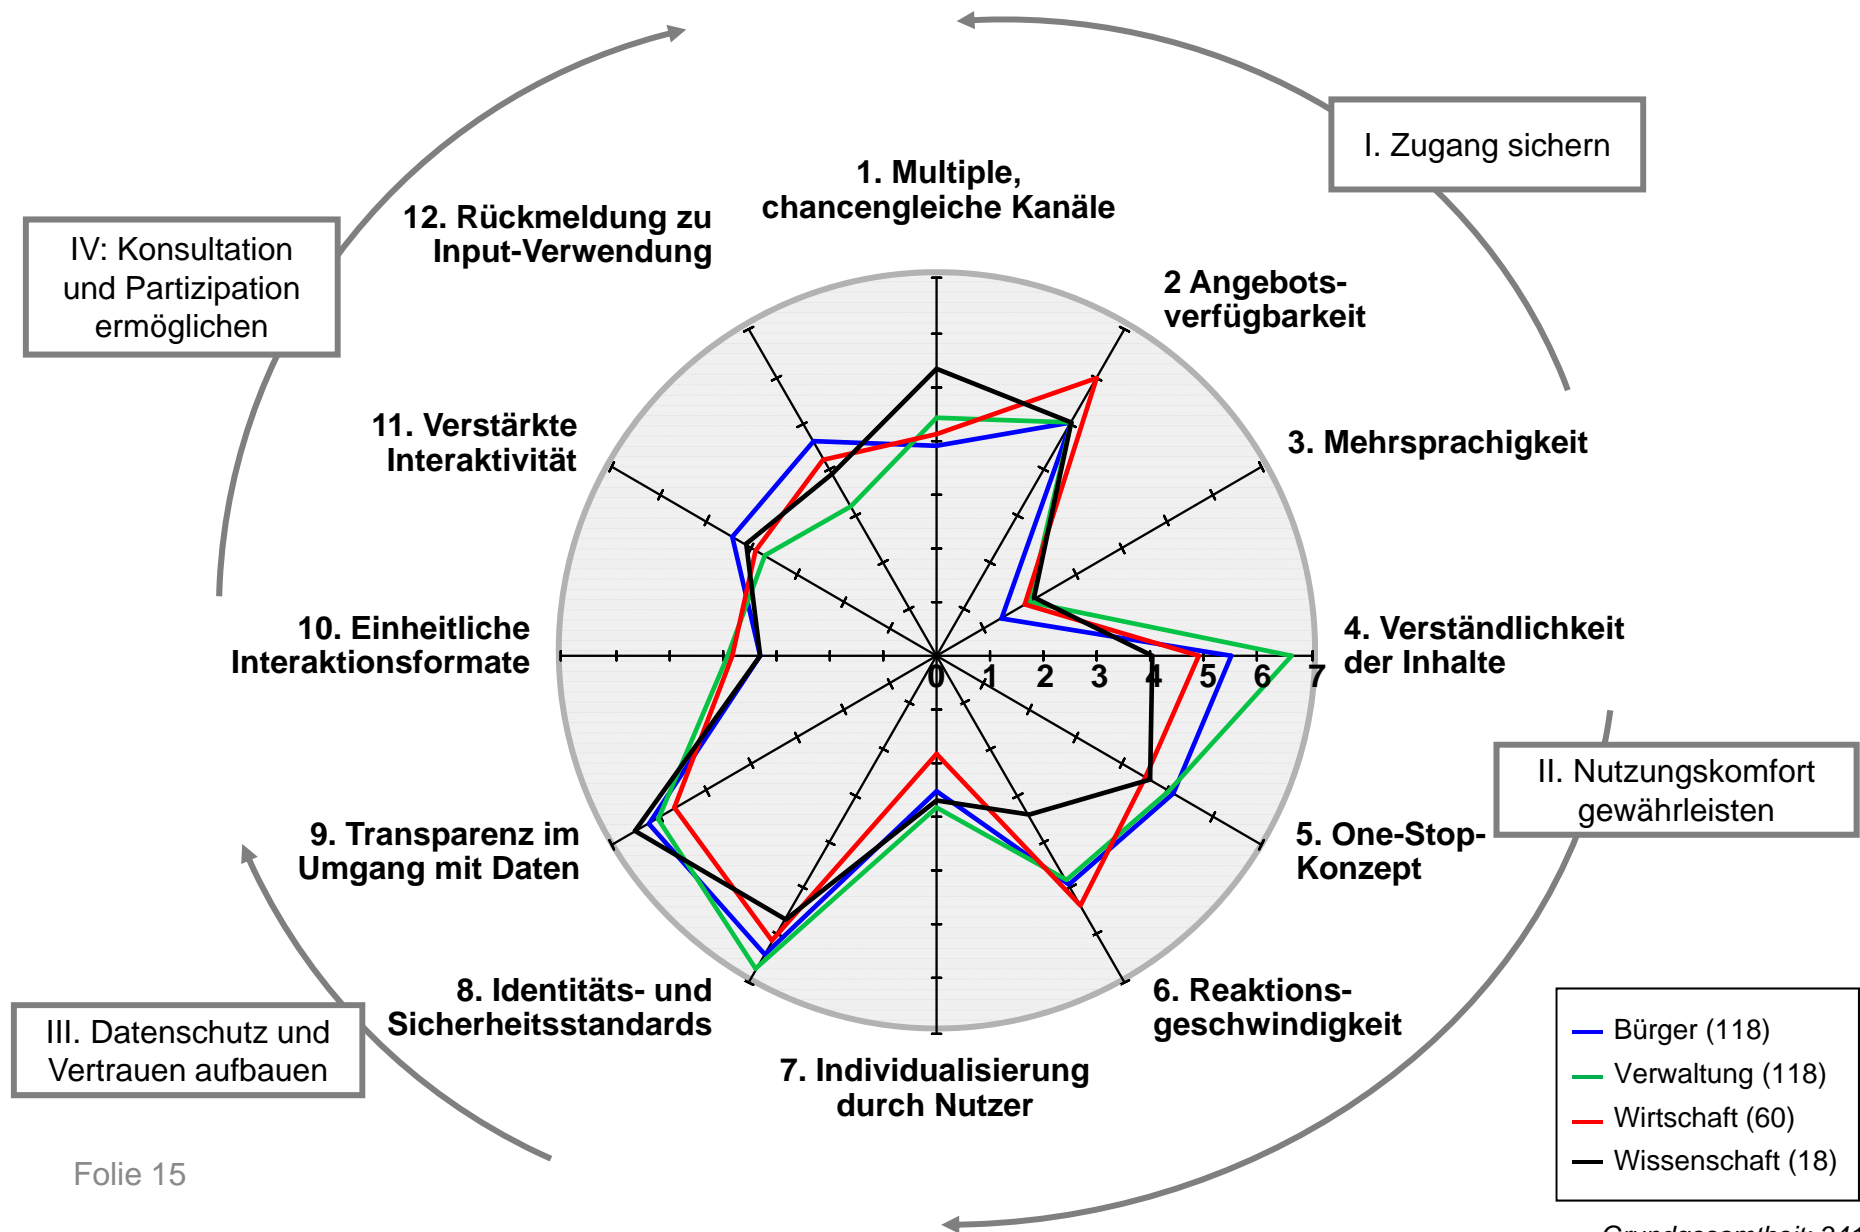 I. Zugang sichern
1. Multiple,
chancengleiche Kanäle
12. Rückmeldung zu
Input-Verwendung
IV: Konsultation
und Partizipation
ermöglichen
2 Angebots-
verfügbarkeit
11. Verstärkte
Interaktivität
3. Mehrsprachigkeit
10. Einheitliche
Interaktionsformate
4. Verständlichkeit
der Inhalte
0 1 2 3 4 5 6 7
II. Nutzungskomfort
gewährleisten
9. Transparenz im
Umgang mit Daten
5. One-Stop-
Konzept
8. Identitäts- und
Sicherheitsstandards
6. Reaktions-
geschwindigkeit
III. Datenschutz und
Vertrauen aufbauen
7. Individualisierung
durch Nutzer
Bürger (118)
Verwaltung (118)
Wirtschaft (60)
Wissenschaft (18)
Folie 15
Grundgesamtheit: